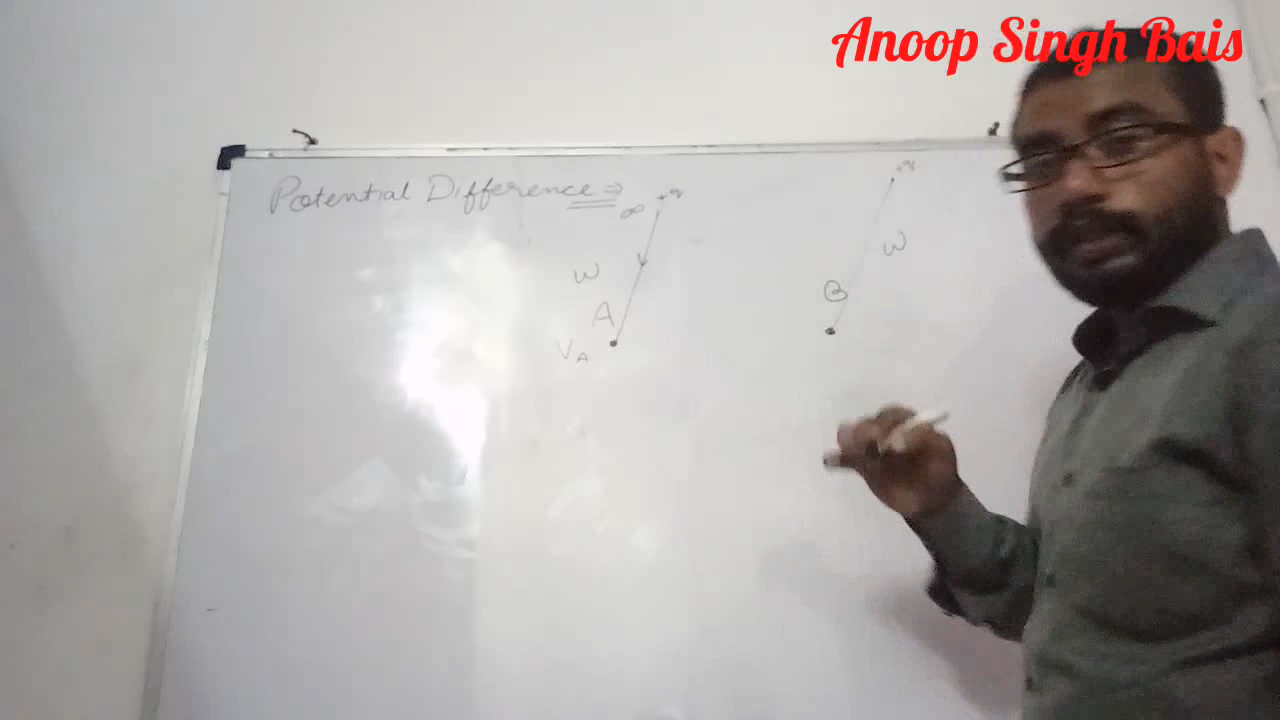 Anoop Singh Bais
Potential Difference ⇒
∞ +q
+q
W
W
A
B
V_A